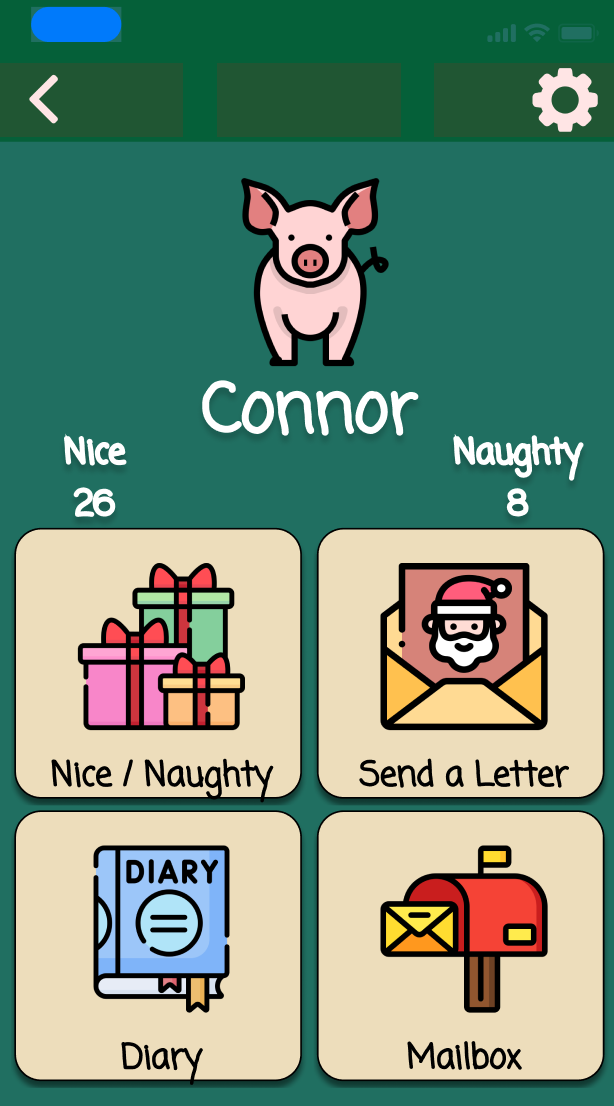 Connor
Nice
Naughty
26
8
Nice / Naughty
Send a Letter
DIARY
Diary
Mailbox